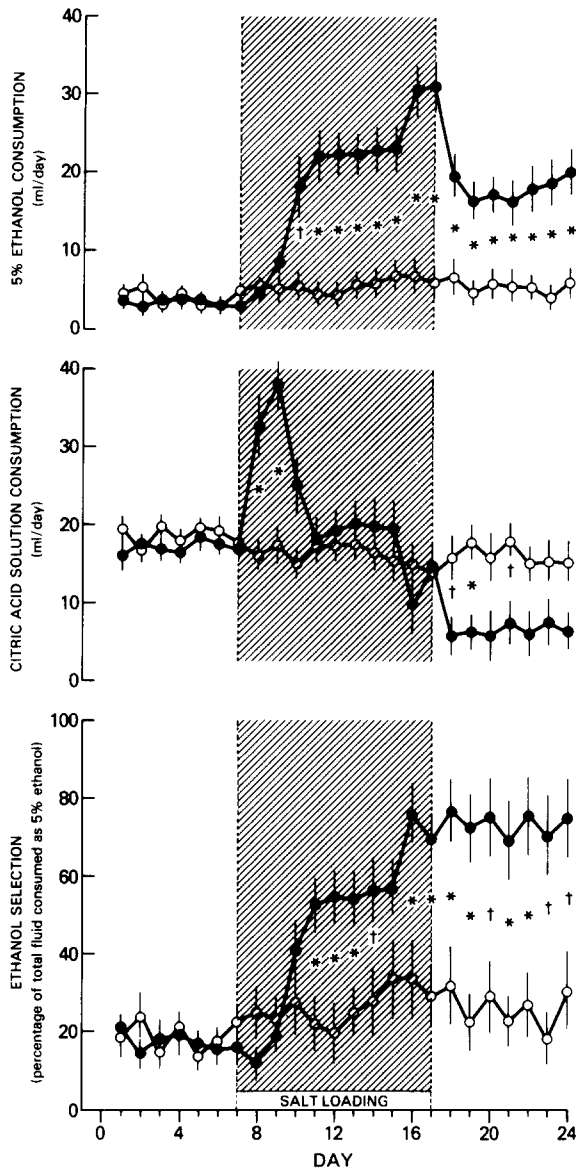 5% ETHANOL CONSUMPTION
(ml/day)
40
30
20
10
0
† * * * * * * * * * * * * * *
CITRIC ACID SOLUTION CONSUMPTION
(ml/day)
40
30
20
10
0
* * † * †
ETHANOL SELECTION
(percentage of total fluid consumed as 5% ethanol)
100
80
60
40
20
0
* * * † * * * * † * * † †
SALT LOADING
0 4 8 12 16 20 24
DAY